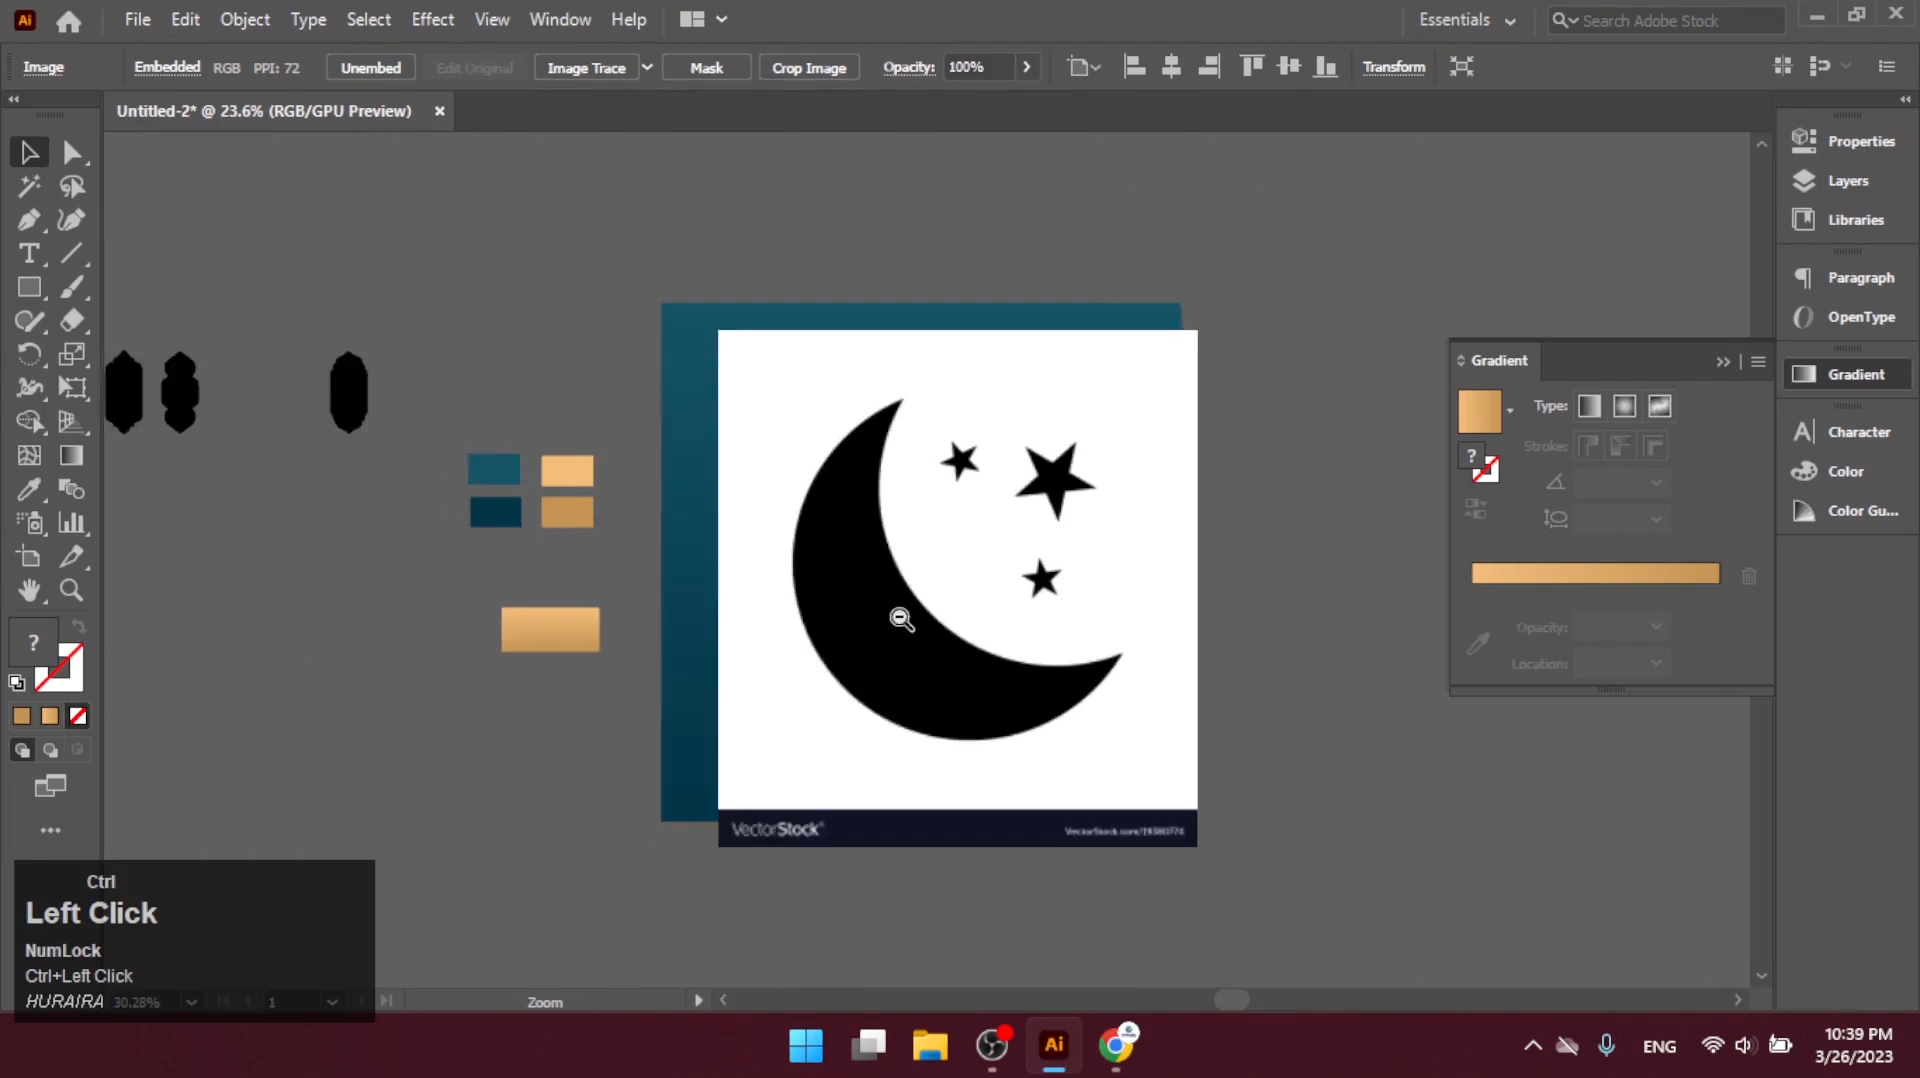 File Edit Object Type Select Effect View Window Help
Essentials
Search Adobe Stock
Image
Embedded RGB PPI: 72
Unembed
Edit Original
Image Trace
Mask
Crop Image
Opacity: 100%
Transform
Untitled-2* @ 23.6% (RGB/GPU Preview)
Properties
Layers
Libraries
Paragraph
OpenType
Gradient
Character
Color
Color Gu...
Gradient
Type:
Stroke:
Opacity:
Location:
VectorStock®
VectorStock.com/19380774
Ctrl
Left Click
NumLock
Ctrl+Left Click
HURAIRA
30.28%
1
Zoom
ENG
10:39 PM
3/26/2023